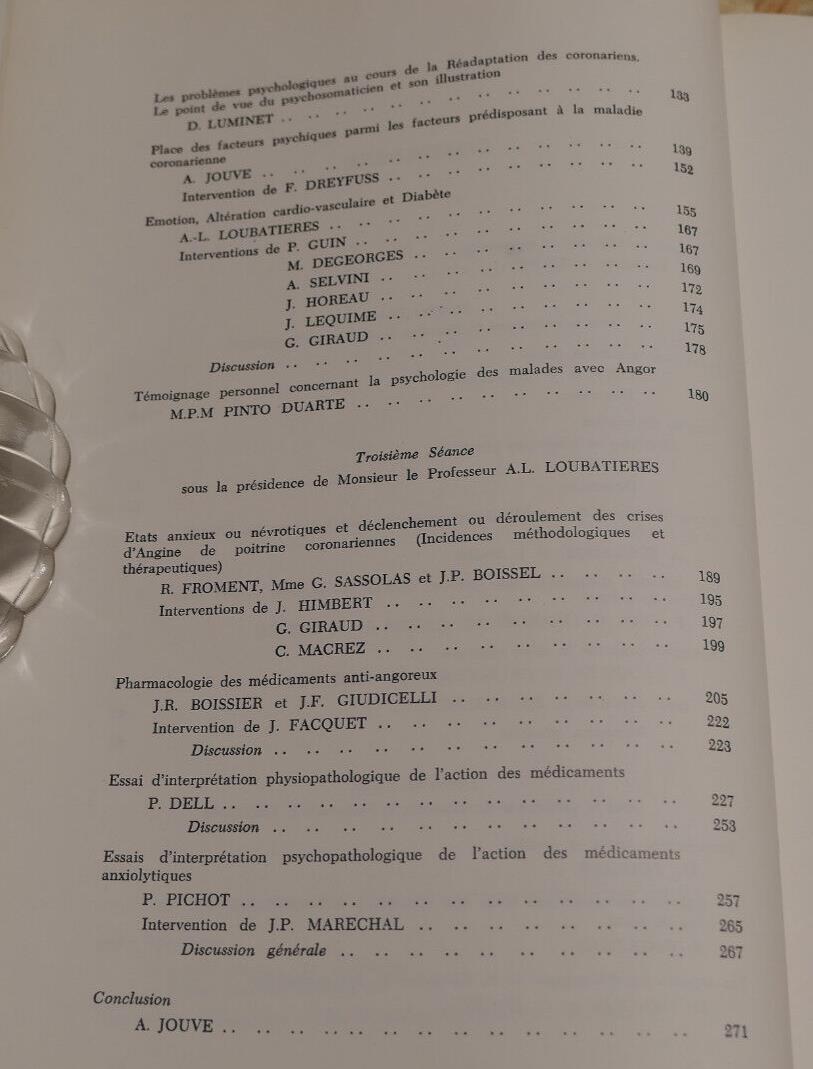 Les problèmes psychologiques au cours de la Réadaptation des coronariens.
Le point de vue du psychosomaticien et son illustration
D. LUMINET .. .. .. .. .. .. .. .. .. .. .. .. .. 133
Place des facteurs psychiques parmi les facteurs prédisposant à la maladie
coronarienne
A. JOUVE .. .. .. .. .. .. .. .. .. .. .. .. .. 139
Intervention de F. DREYFUSS .. .. .. .. .. .. .. .. 152
Emotion, Altération cardio-vasculaire et Diabète
A.-L. LOUBATIERES .. .. .. .. .. .. .. .. .. .. 155
Interventions de P. GUIN .. .. .. .. .. .. .. .. .. 167
M. DEGEORGES .. .. .. .. .. .. .. 167
A. SELVINI .. .. .. .. .. .. .. .. 169
J. HOREAU .. .. .. .. .. .. .. .. 172
J. LEQUIME .. .. .. .. .. .. .. .. 174
G. GIRAUD .. .. .. .. .. .. .. .. 175
Discussion .. .. .. .. .. .. .. .. .. .. .. 178
Témoignage personnel concernant la psychologie des malades avec Angor
M.P.M PINTO DUARTE .. .. .. .. .. .. .. .. .. 180
Troisième Séance
sous la présidence de Monsieur le Professeur A.L. LOUBATIERES
Etats anxieux ou névrotiques et déclenchement ou déroulement des crises
d'Angine de poitrine coronariennes (Incidences méthodologiques et
thérapeutiques)
R. FROMENT, Mme G. SASSOLAS et J.P. BOISSEL .. .. .. .. 189
Interventions de J. HIMBERT .. .. .. .. .. .. .. .. .. 195
G. GIRAUD .. .. .. .. .. .. .. .. .. 197
C. MACREZ .. .. .. .. .. .. .. .. .. 199
Pharmacologie des médicaments anti-angoreux
J.R. BOISSIER et J.F. GIUDICELLI .. .. .. .. .. .. .. 205
Intervention de J. FACQUET .. .. .. .. .. .. .. .. .. 222
Discussion .. .. .. .. .. .. .. .. .. .. .. .. 223
Essai d'interprétation physiopathologique de l'action des médicaments
P. DELL .. .. .. .. .. .. .. .. .. .. .. .. .. 227
Discussion .. .. .. .. .. .. .. .. .. .. .. .. 253
Essais d'interprétation psychopathologique de l'action des médicaments
anxiolytiques
P. PICHOT .. .. .. .. .. .. .. .. .. .. .. .. .. 257
Intervention de J.P. MARECHAL .. .. .. .. .. .. .. .. 265
Discussion générale .. .. .. .. .. .. .. .. .. .. 267
Conclusion
A. JOUVE .. .. .. .. .. .. .. .. .. .. .. .. .. .. 271